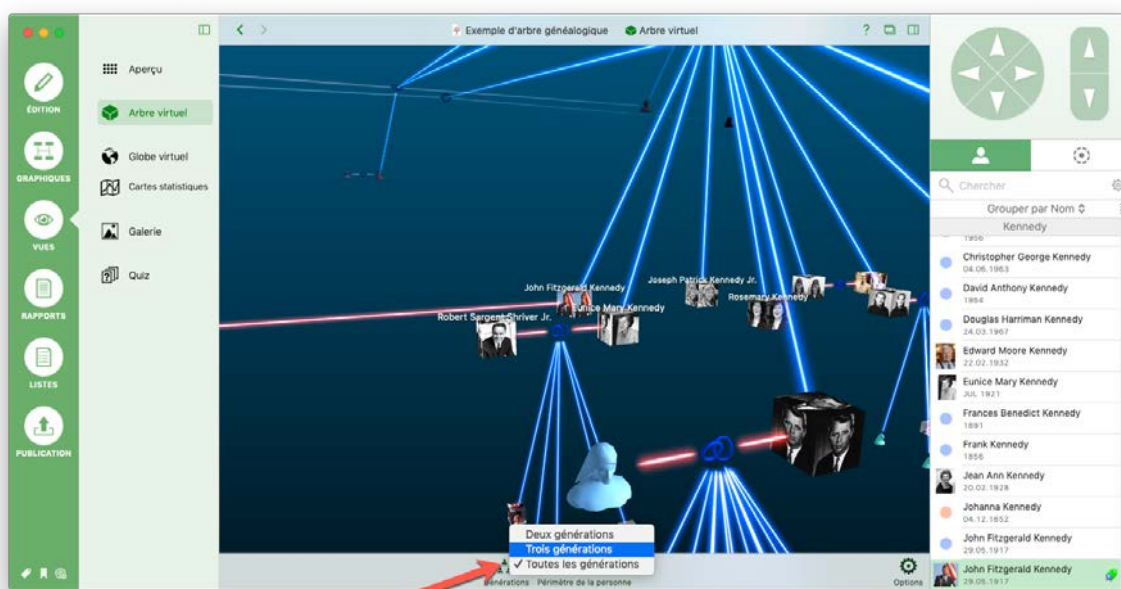 Exemple d'arbre généalogique
Arbre virtuel
?
ÉDITION
GRAPHIQUES
VUES
RAPPORTS
LISTES
PUBLICATION
Aperçu
Arbre virtuel
Globe virtuel
Cartes statistiques
Galerie
Quiz
John Fitzgerald Kennedy
Joseph Patrick Kennedy Jr.
Eunice Mary Kennedy
Rosemary Kennedy
Robert Sargent Shriver Jr.
Deux générations
Trois générations
✓ Toutes les générations
Générations
Périmètre de la personne
Options
Chercher
Grouper par Nom
Kennedy
1956
Christopher George Kennedy
04.06.1963
David Anthony Kennedy
1954
Douglas Harriman Kennedy
24.03.1967
Edward Moore Kennedy
22.02.1932
Eunice Mary Kennedy
JUL 1921
Frances Benedict Kennedy
1891
Frank Kennedy
1856
Jean Ann Kennedy
20.02.1928
Johanna Kennedy
04.12.1852
John Fitzgerald Kennedy
29.05.1917
John Fitzgerald Kennedy
29.05.1917